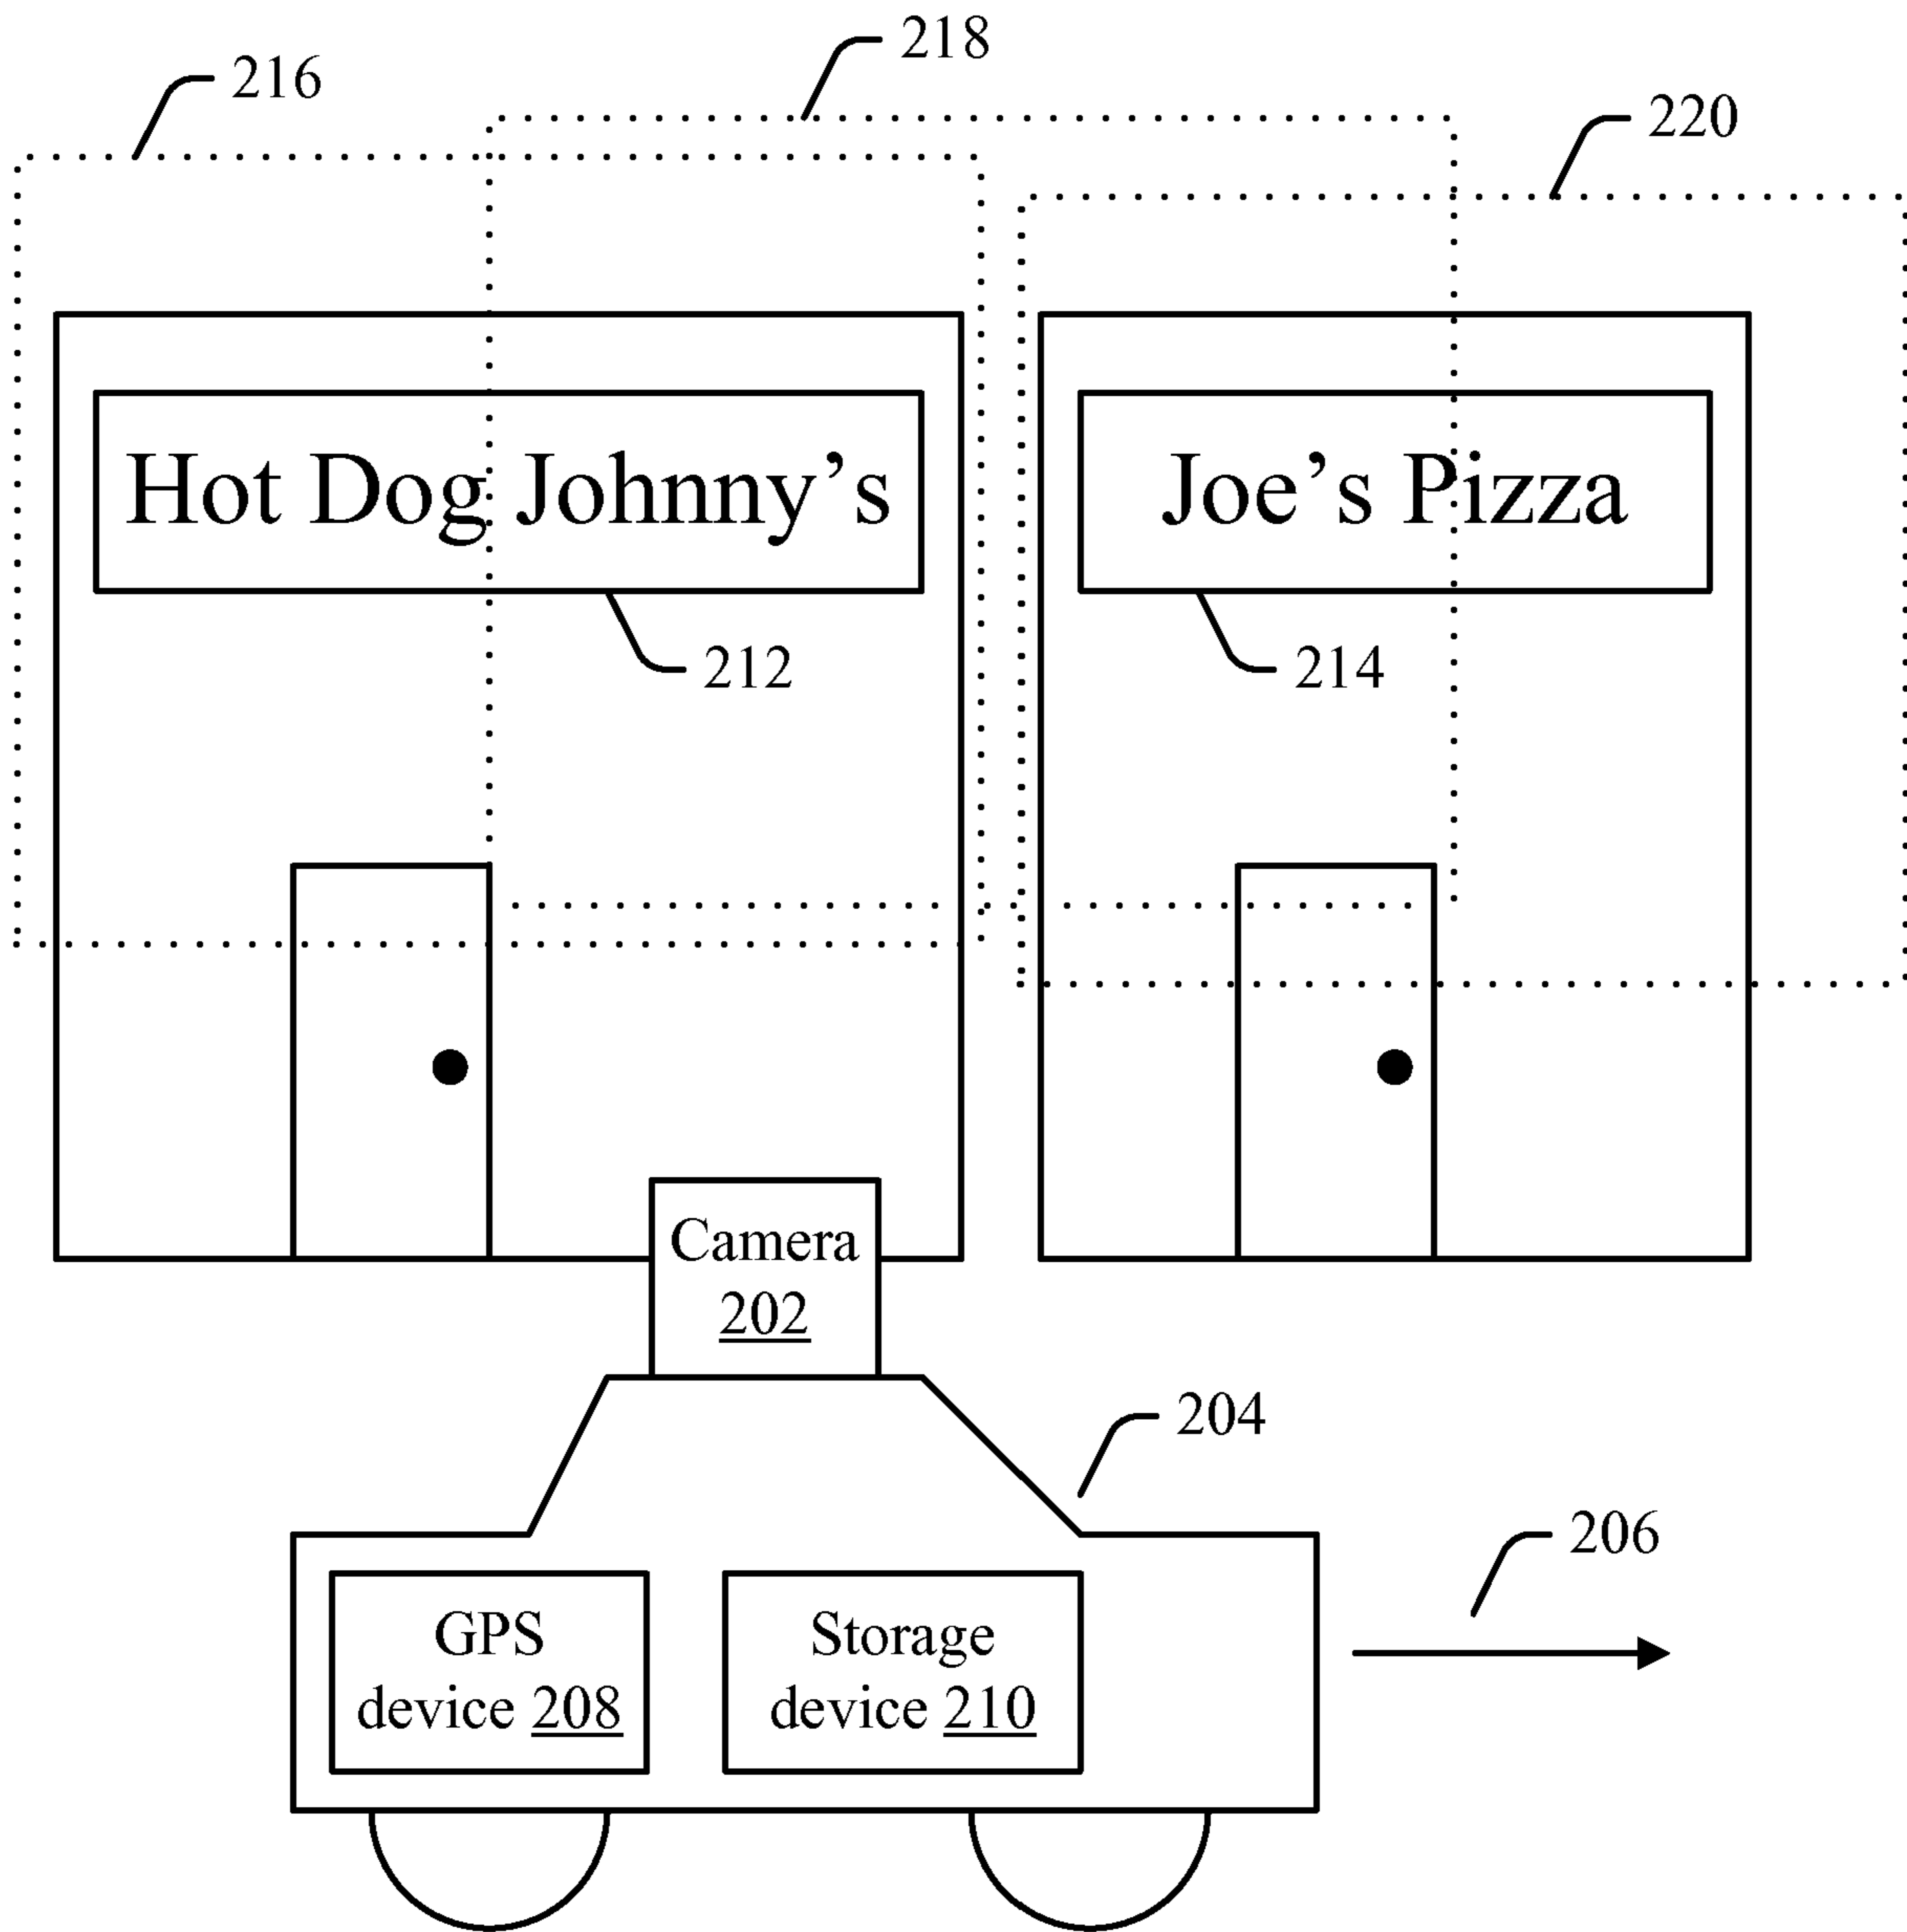 218
216
220
Hot Dog Johnny’s
Joe’s Pizza
212
214
Camera
202
204
206
GPS
device 208
Storage
device 210